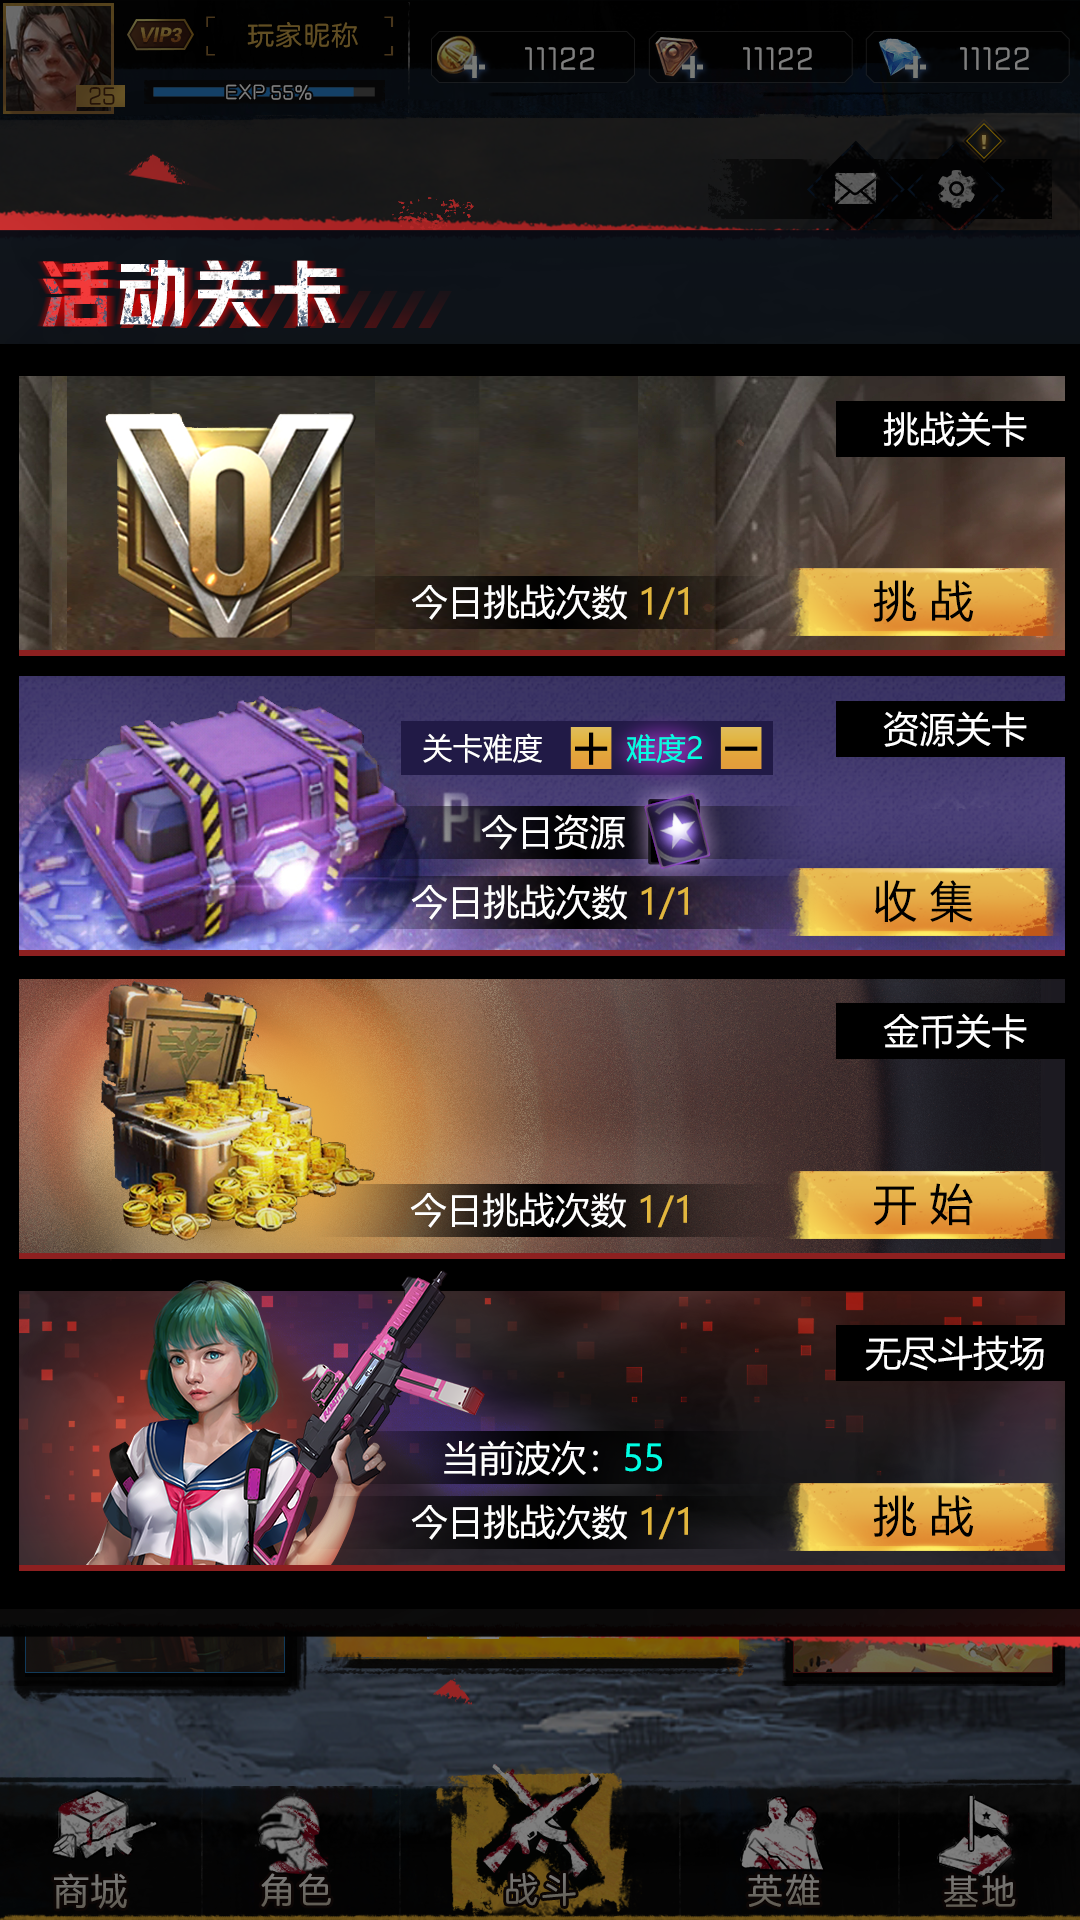 VIP3
玩家昵称
25
EXP 55%
11122
11122
11122
活动关卡
挑战关卡
0
今日挑战次数 1/1
挑 战
资源关卡
关卡难度
难度2
今日资源
今日挑战次数 1/1
收 集
金币关卡
今日挑战次数 1/1
开 始
无尽斗技场
当前波次：55
今日挑战次数 1/1
挑 战
商城
角色
战斗
英雄
基地